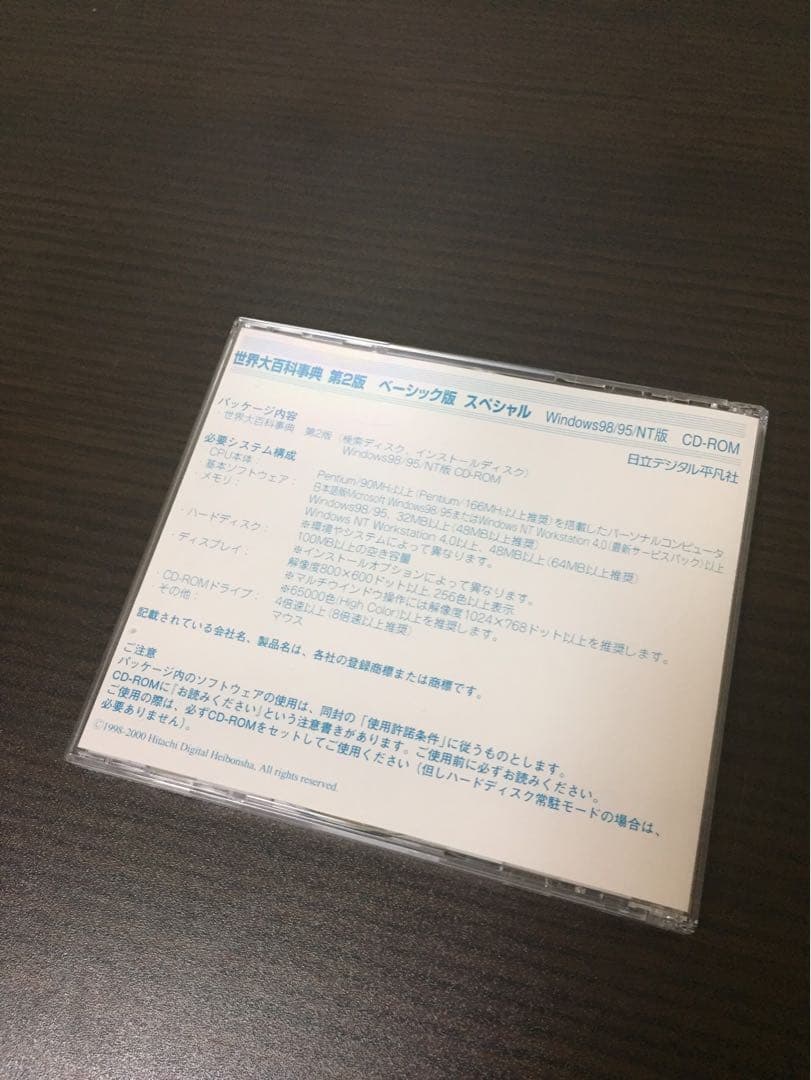 世界大百科事典 第2版 ベーシック版 スペシャル Windows98/95/NT版 CD-ROM
日立デジタル平凡社
パッケージ内容
・世界大百科事典 第2版 (検索ディスク、インストールディスク)
Windows98/95/NT版 CD-ROM
必要システム構成
・CPU本体： Pentium/90MHz以上(Pentium/166MHz以上推奨)を搭載したパーソナルコンピュータ
・基本ソフトウェア： 日本語版Microsoft Windows98・95またはWindows NT Workstation 4.0(最新サービスパック)以上
・メモリ： Windows98/95、32MB以上(48MB以上推奨)
Windows NT Workstation 4.0以上、48MB以上(64MB以上推奨)
※環境やシステムによって異なります。
・ハードディスク： 100MB以上の空き容量
※インストールオプションによって異なります。
・ディスプレイ： 解像度800×600ドット以上、256色以上表示
※マルチウインドウ操作には解像度1024×768ドット以上を推奨します。
※65000色(High Color)以上を推奨します。
・CD-ROMドライブ： 4倍速以上(8倍速以上推奨)
・その他： マウス
記載されている会社名、製品名は、各社の登録商標または商標です。
ご注意
パッケージ内のソフトウェアの使用は、同封の「使用許諾条件」に従うものとします。
CD-ROMに『お読みください』という注意書きがあります。ご使用前に必ずお読みください。
ご使用の際は、必ずCD-ROMをセットしてご使用ください(但しハードディスク常駐モードの場合は、
必要ありません)。
©1998-2000 Hitachi Digital Heibonsha, All rights reserved.